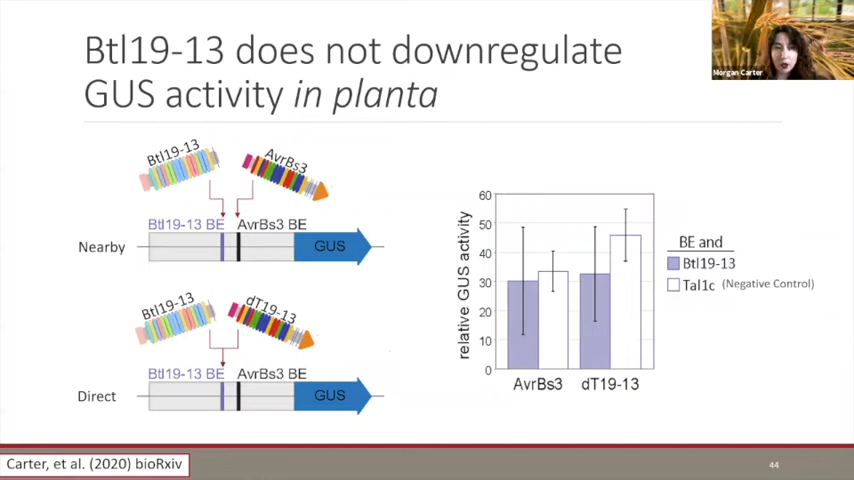 Btl19-13 does not downregulate
GUS activity in planta
Morgan Carter
Btl19-13
AvrBs3
Btl19-13 BE
AvrBs3 BE
Nearby
GUS
Btl19-13
dT19-13
Btl19-13 BE
AvrBs3 BE
Direct
GUS
relative GUS activity
60
50
40
30
20
10
0
AvrBs3
dT19-13
BE and
Btl19-13
Tal1c (Negative Control)
Carter, et al. (2020) bioRxiv
44